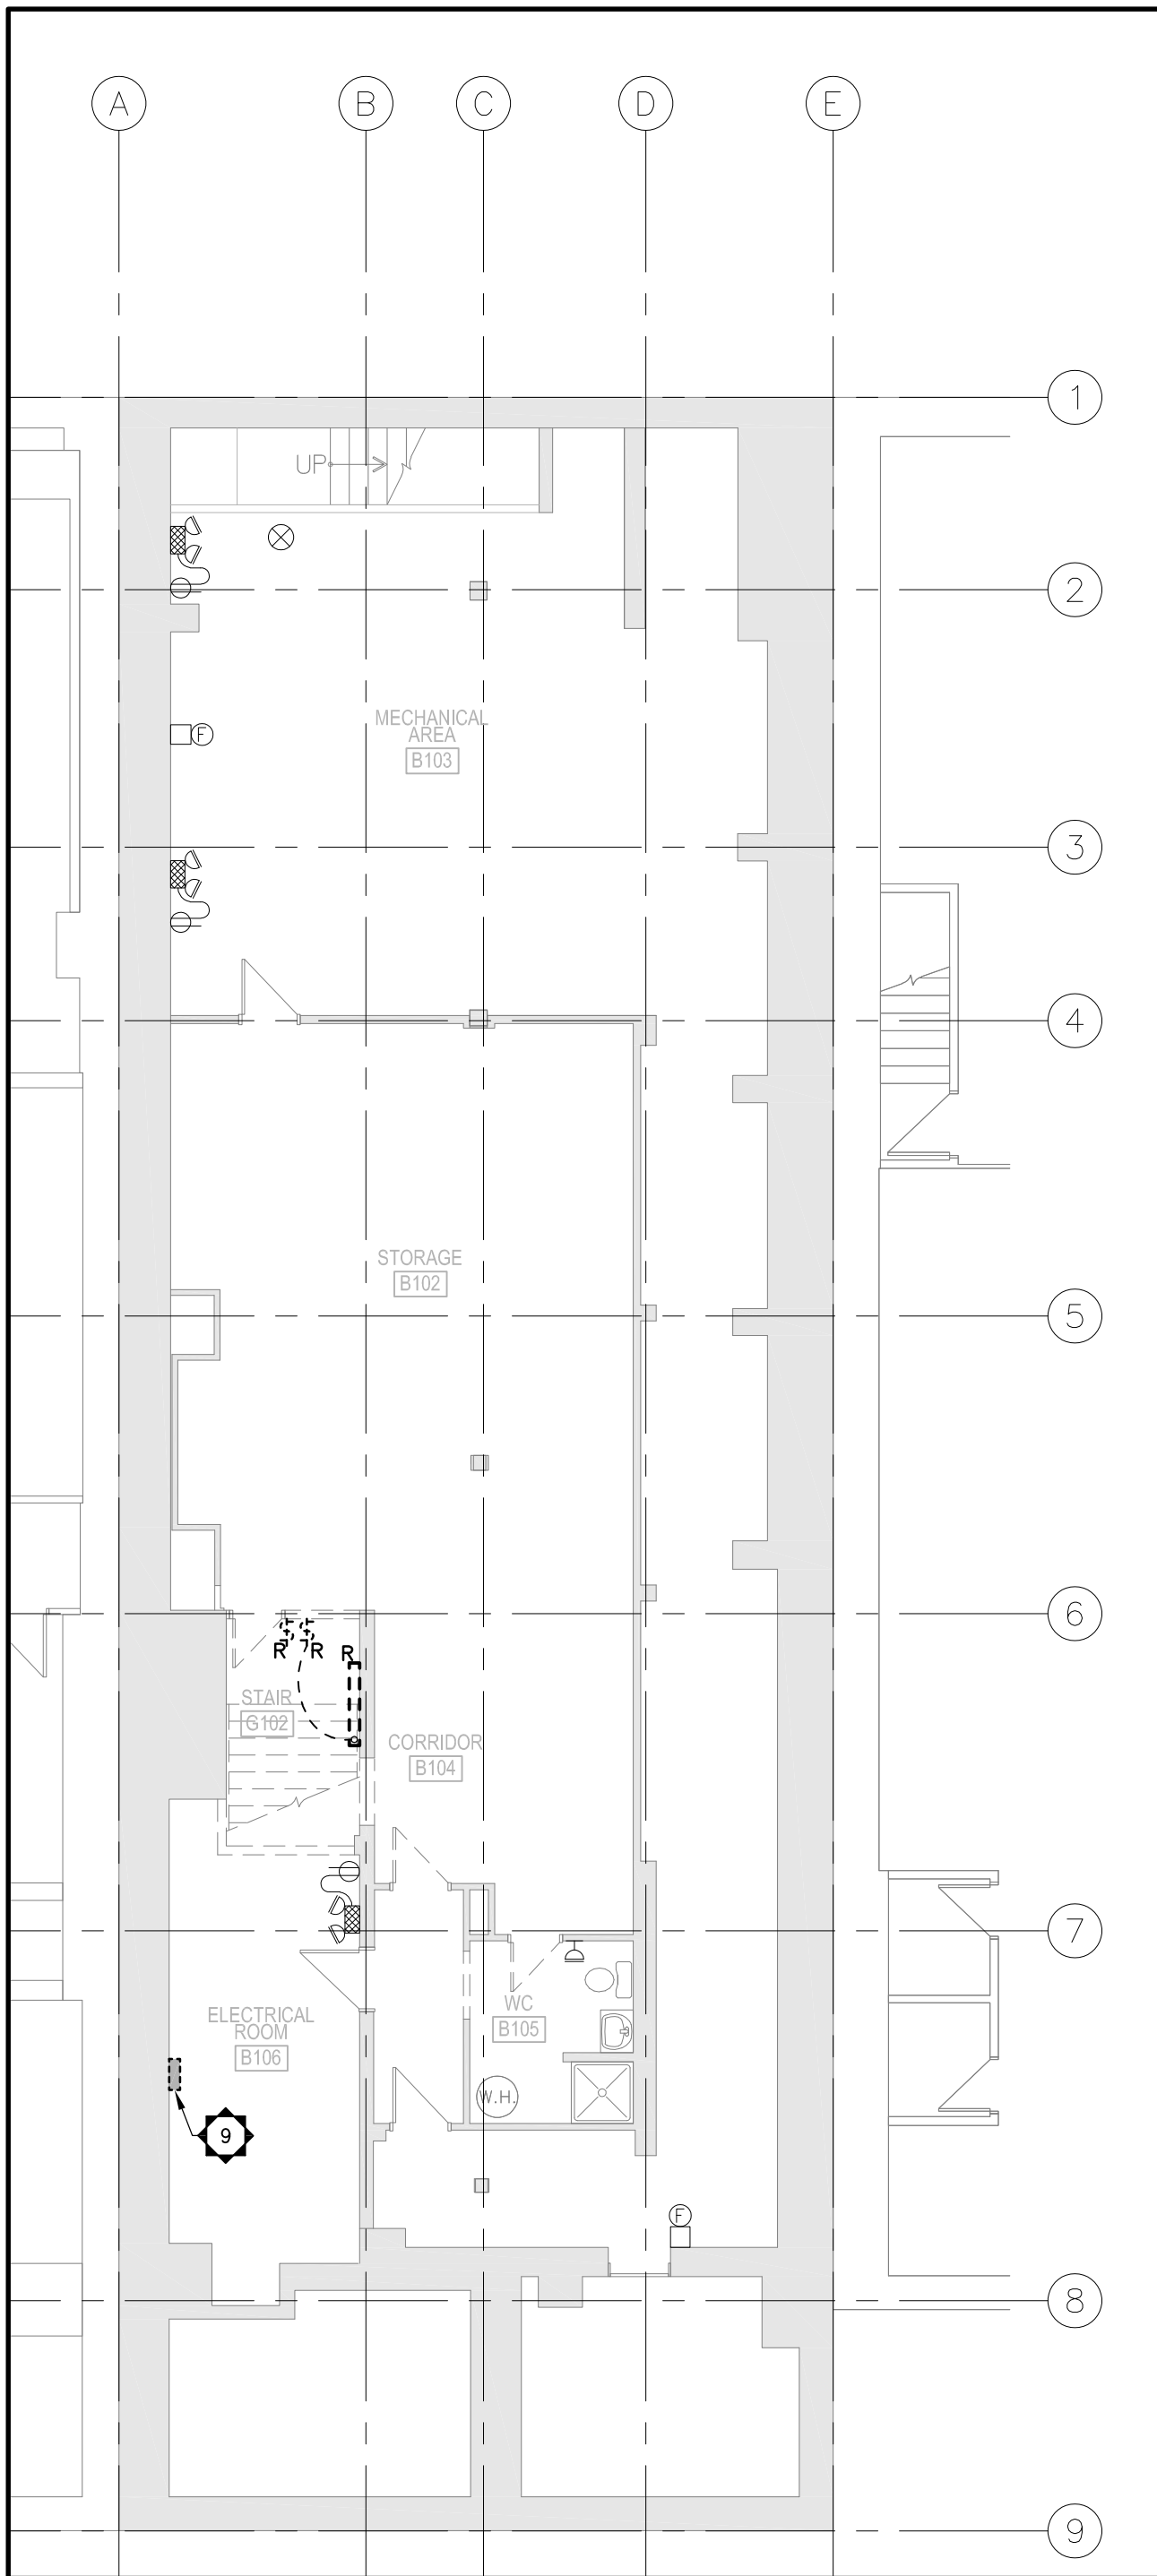 A B C D E
1
UP
2
F
MECHANICAL
AREA
B103
3
4
STORAGE
B102
5
6
R R R
STAIR
G102
CORRIDOR
B104
7
WC
B105
ELECTRICAL
ROOM
B106
W.H.
9
F
8
9